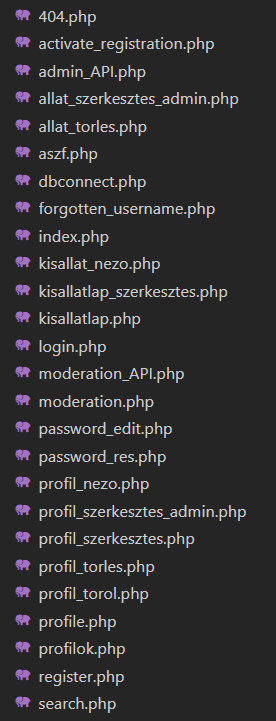 404.php
activate_registration.php
admin_API.php
allat_szerkesztes_admin.php
allat_torles.php
aszf.php
dbconnect.php
forgotten_username.php
index.php
kisallat_nezo.php
kisallatlap_szerkesztes.php
kisallatlap.php
login.php
moderation_API.php
moderation.php
password_edit.php
password_res.php
profil_nezo.php
profil_szerkesztes_admin.php
profil_szerkesztes.php
profil_torles.php
profil_torol.php
profile.php
profilok.php
register.php
search.php